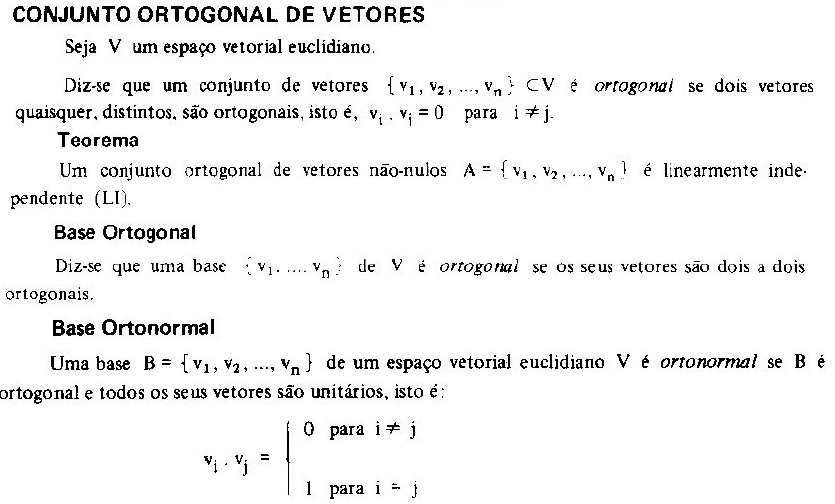 CONJUNTO ORTOGONAL DE VETORES
Seja V um espaço vetorial euclidiano.
Diz-se que um conjunto de vetores { v₁, v₂, ..., vₙ } ⊂ V é ortogonal se dois vetores
quaisquer, distintos, são ortogonais, isto é, vᵢ . vⱼ = 0 para i ≠ j.
Teorema
Um conjunto ortogonal de vetores não-nulos A = { v₁, v₂, ..., vₙ } é linearmente inde-
pendente (LI).
Base Ortogonal
Diz-se que uma base { v₁, ..., vₙ } de V é ortogonal se os seus vetores são dois a dois
ortogonais.
Base Ortonormal
Uma base B = { v₁, v₂, ..., vₙ } de um espaço vetorial euclidiano V é ortonormal se B é
ortogonal e todos os seus vetores são unitários, isto é:
0 para i ≠ j
vᵢ . vⱼ =
1 para i = j